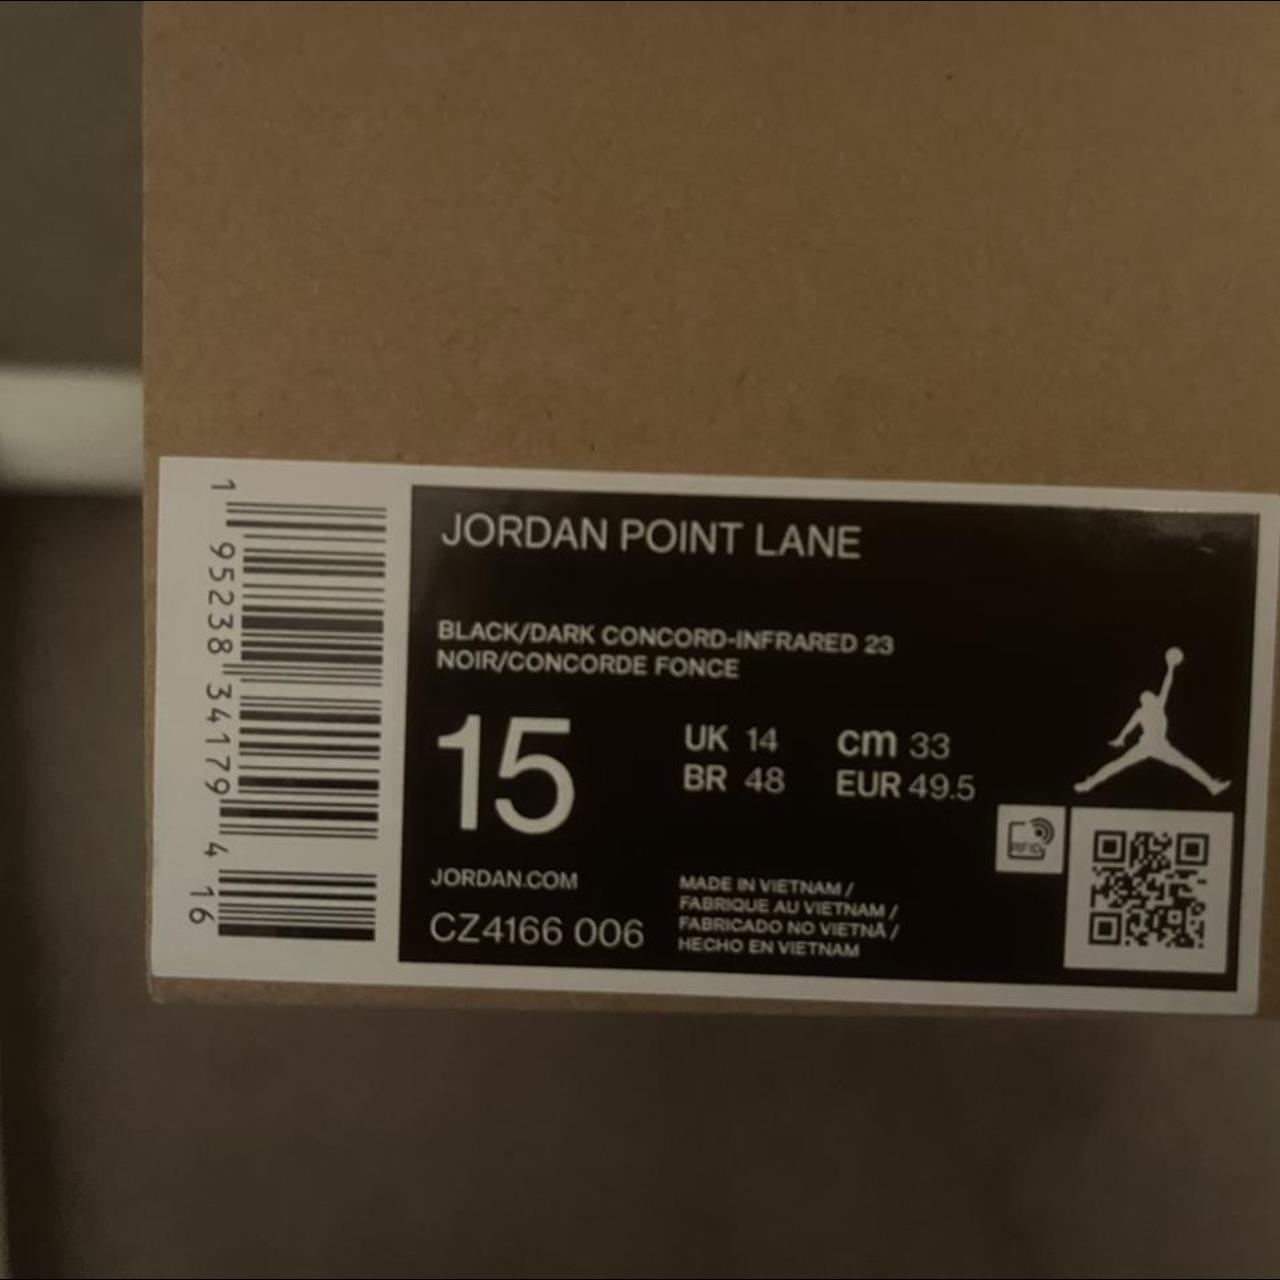 JORDAN POINT LANE
BLACK/DARK CONCORD-INFRARED 23
NOIR/CONCORDE FONCE
15
UK 14 cm 33
BR 48 EUR 49.5
JORDAN.COM
CZ4166 006
MADE IN VIETNAM /
FABRIQUE AU VIETNAM /
FABRICADO NO VIETNÃ /
HECHO EN VIETNAM
RFID
1 95238 34179 4 16